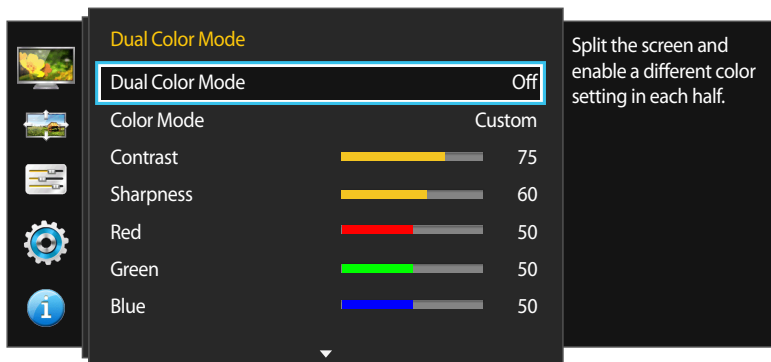 Dual Color Mode
Dual Color Mode Off
Color Mode Custom
Contrast 75
Sharpness 60
Red 50
Green 50
Blue 50
Split the screen and
enable a different color
setting in each half.
i